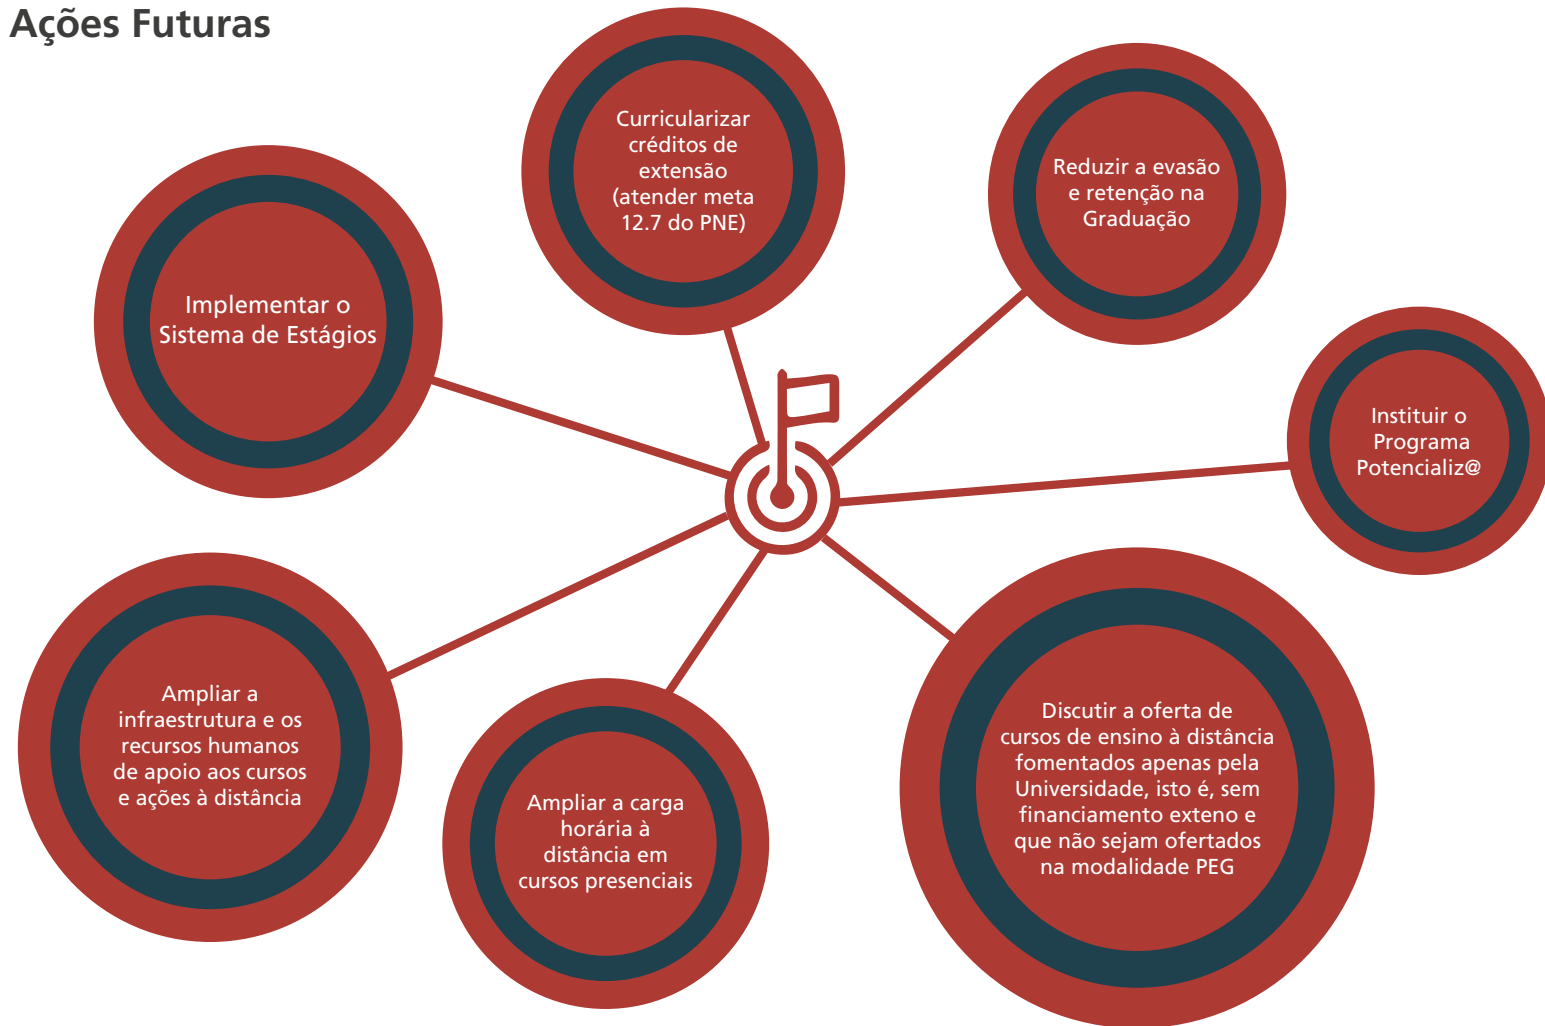 Ações Futuras
Curricularizar
créditos de
extensão
(atender meta
12.7 do PNE)
Reduzir a evasão
e retenção na
Graduação
Implementar o
Sistema de Estágios
Instituir o
Programa
Potencializ@
Ampliar a
infraestrutura e os
recursos humanos
de apoio aos cursos
e ações à distância
Ampliar a carga
horária à
distância em
cursos presenciais
Discutir a oferta de
cursos de ensino à distância
fomentados apenas pela
Universidade, isto é, sem
financiamento exteno e
que não sejam ofertados
na modalidade PEG